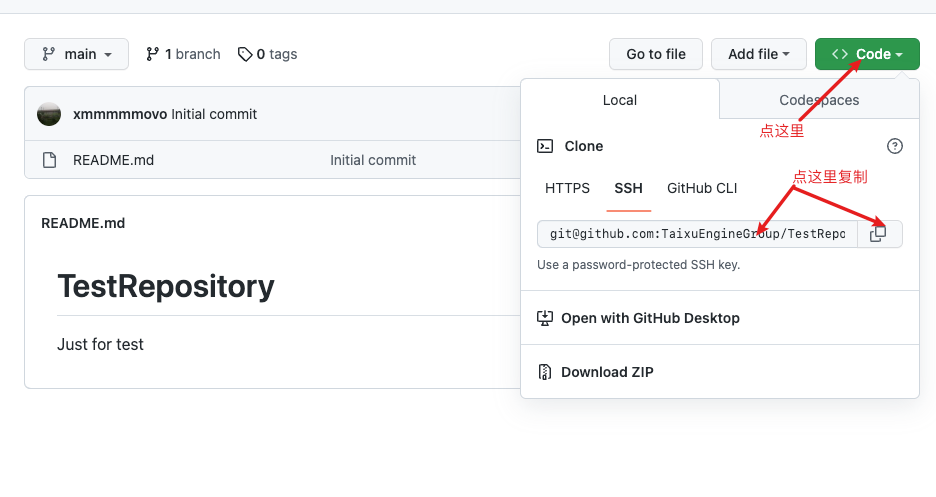 main 1 branch 0 tags Go to file Add file <> Code
xmmmmmovo Initial commit
README.md Initial commit
README.md
TestRepository
Just for test
Local Codespaces
点这里
Clone
点这里复制
HTTPS SSH GitHub CLI
git@github.com:TaixuEngineGroup/TestRepo
Use a password-protected SSH key.
Open with GitHub Desktop
Download ZIP